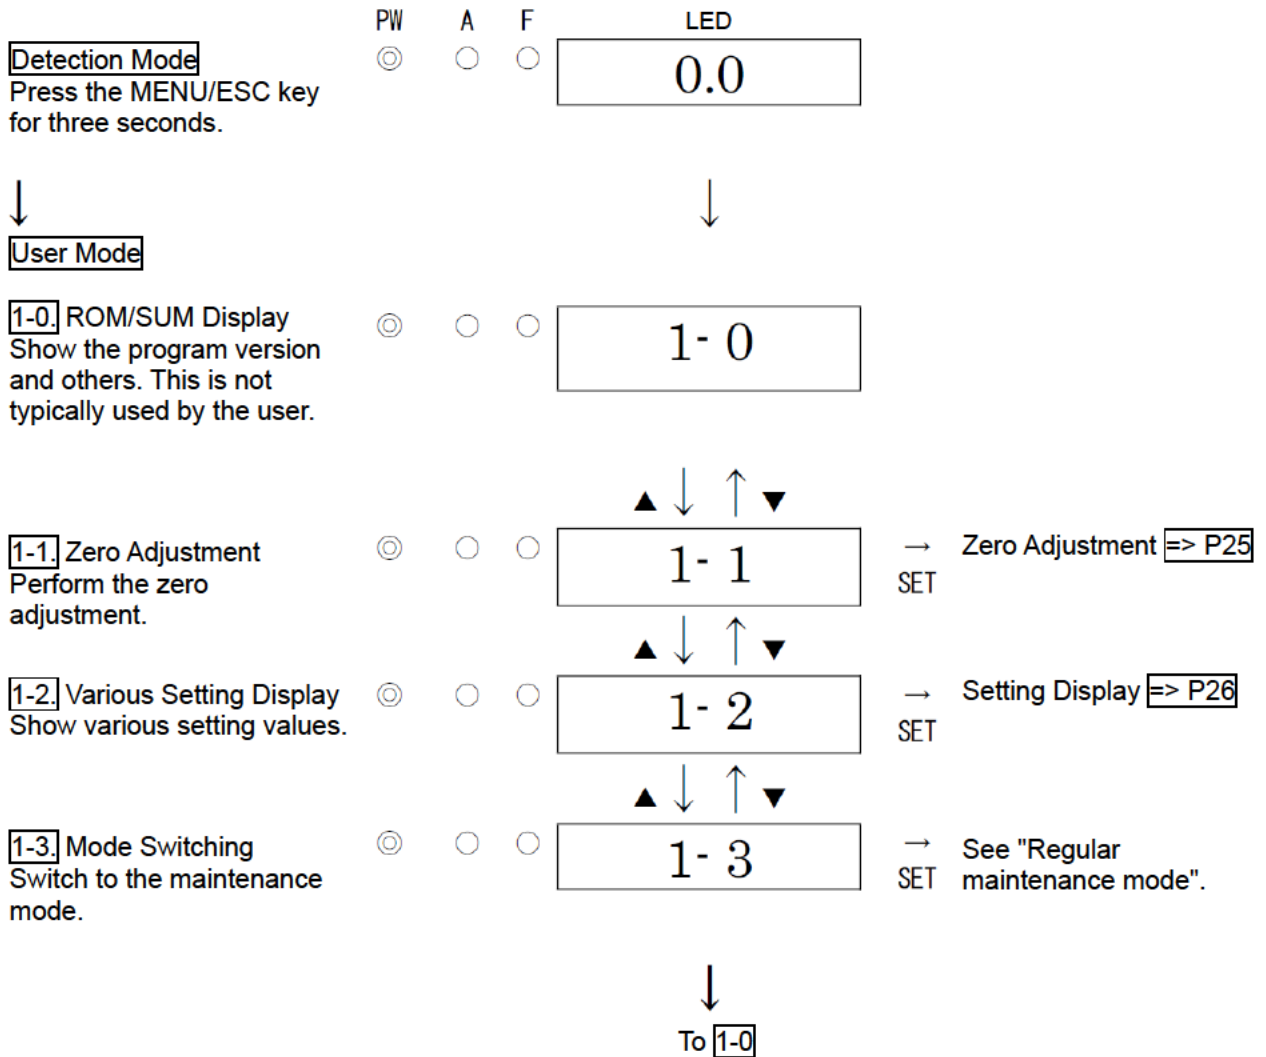 PW A F LED
Detection Mode
Press the MENU/ESC key
for three seconds.
◎ ○ ○ 0.0
↓ ↓
User Mode
1-0. ROM/SUM Display
Show the program version
and others. This is not
typically used by the user.
◎ ○ ○ 1- 0
▲ ↓ ↑ ▼
1-1. Zero Adjustment
Perform the zero
adjustment.
◎ ○ ○ 1- 1
→ Zero Adjustment => P25
SET
▲ ↓ ↑ ▼
1-2. Various Setting Display
Show various setting values.
◎ ○ ○ 1- 2
→ Setting Display => P26
SET
▲ ↓ ↑ ▼
1-3. Mode Switching
Switch to the maintenance
mode.
◎ ○ ○ 1- 3
→ See "Regular
SET maintenance mode".
↓
To 1-0